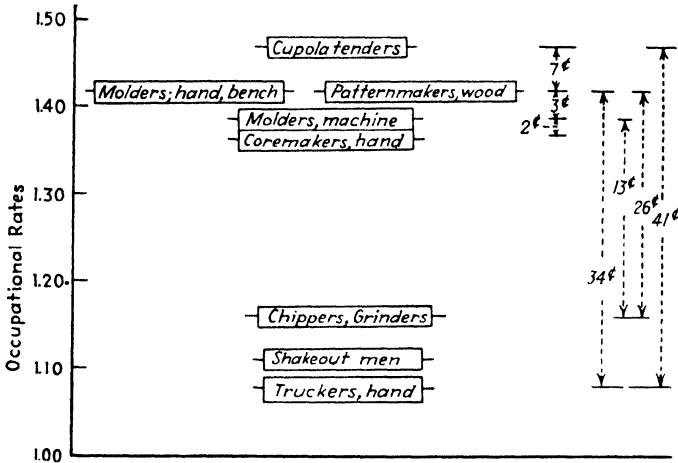 1.50
Cupola tenders
7¢
Molders; hand, bench
Patternmakers, wood
1.40
3¢
Molders, machine
2¢
Coremakers, hand
1.30
13¢
26¢
41¢
34¢
1.20
Chippers, Grinders
Shakeout men
1.10
Truckers, hand
1.00
Occupational Rates